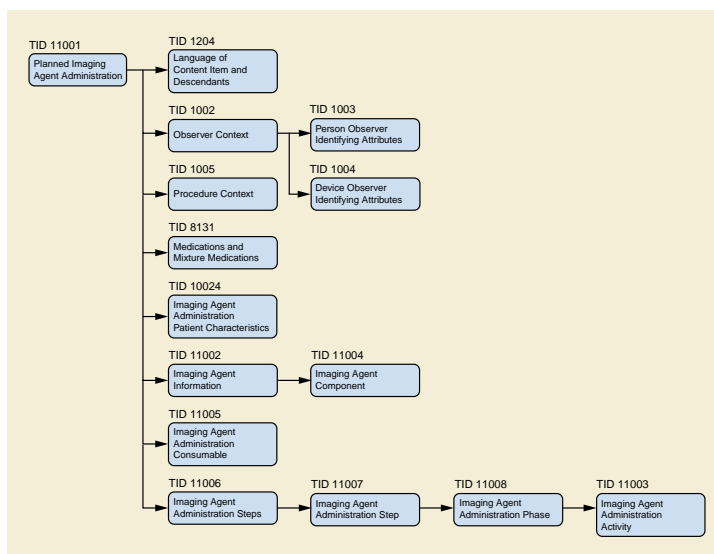 TID 11001
Planned Imaging
Agent Administration
TID 1204
Language of
Content Item and
Descendants
TID 1002
Observer Context
TID 1003
Person Observer
Identifying Attributes
TID 1004
Device Observer
Identifying Attributes
TID 1005
Procedure Context
TID 8131
Medications and
Mixture Medications
TID 10024
Imaging Agent
Administration
Patient Characteristics
TID 11002
Imaging Agent
Information
TID 11004
Imaging Agent
Component
TID 11005
Imaging Agent
Administration
Consumable
TID 11006
Imaging Agent
Administration Steps
TID 11007
Imaging Agent
Administration Step
TID 11008
Imaging Agent
Administration Phase
TID 11003
Imaging Agent
Administration
Activity